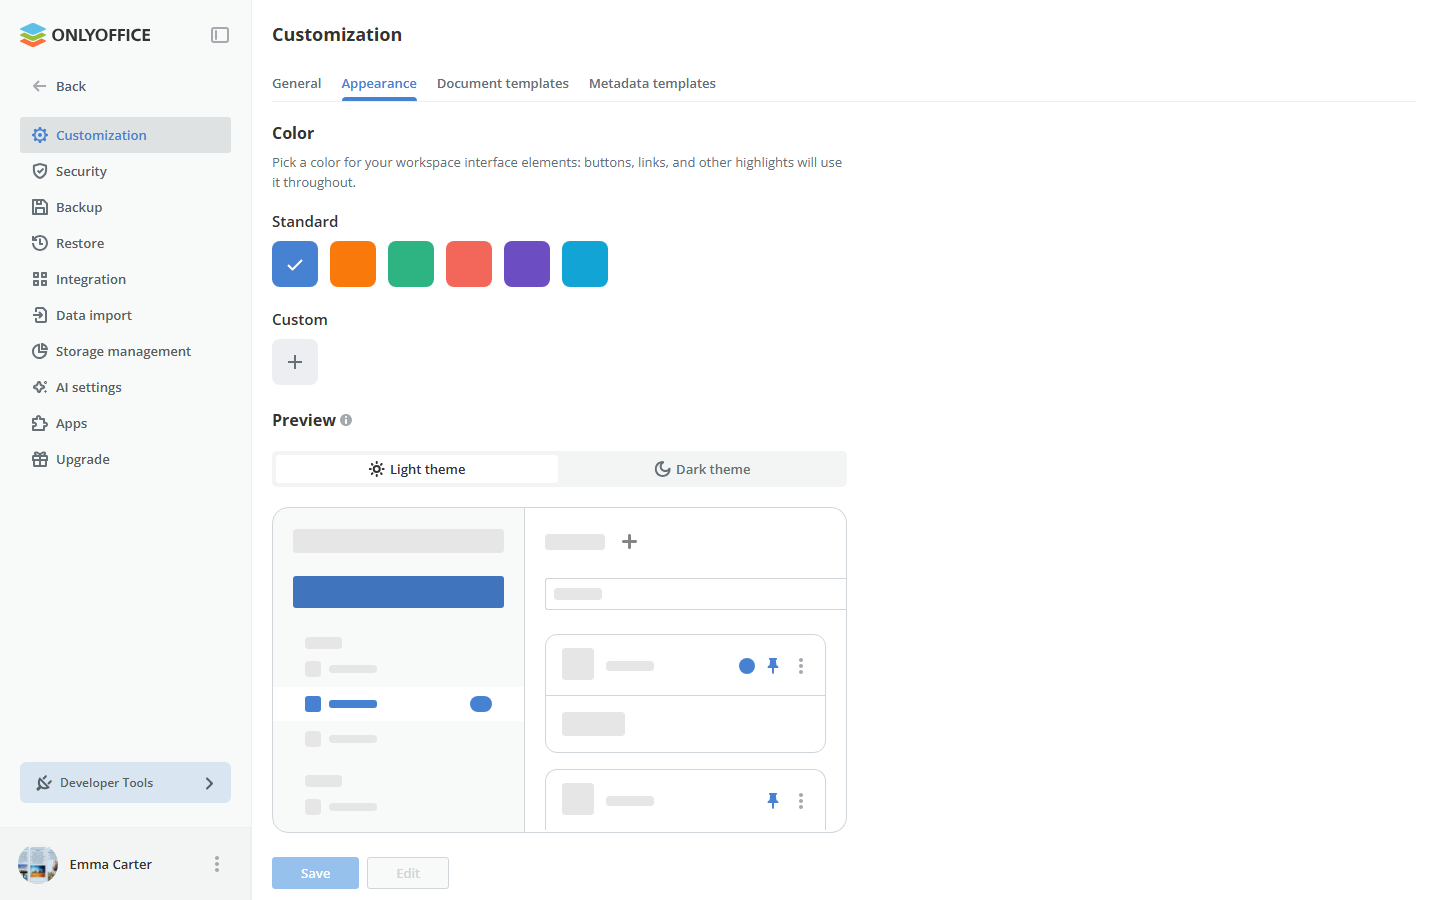 ONLYOFFICE
Back
Customization
Security
Backup
Restore
Integration
Data import
Storage management
AI settings
Apps
Upgrade
Developer Tools
Emma Carter
Customization
General Appearance Document templates Metadata templates
Color
Pick a color for your workspace interface elements: buttons, links, and other highlights will use
it throughout.
Standard
Custom
Preview
Light theme Dark theme
Save Edit